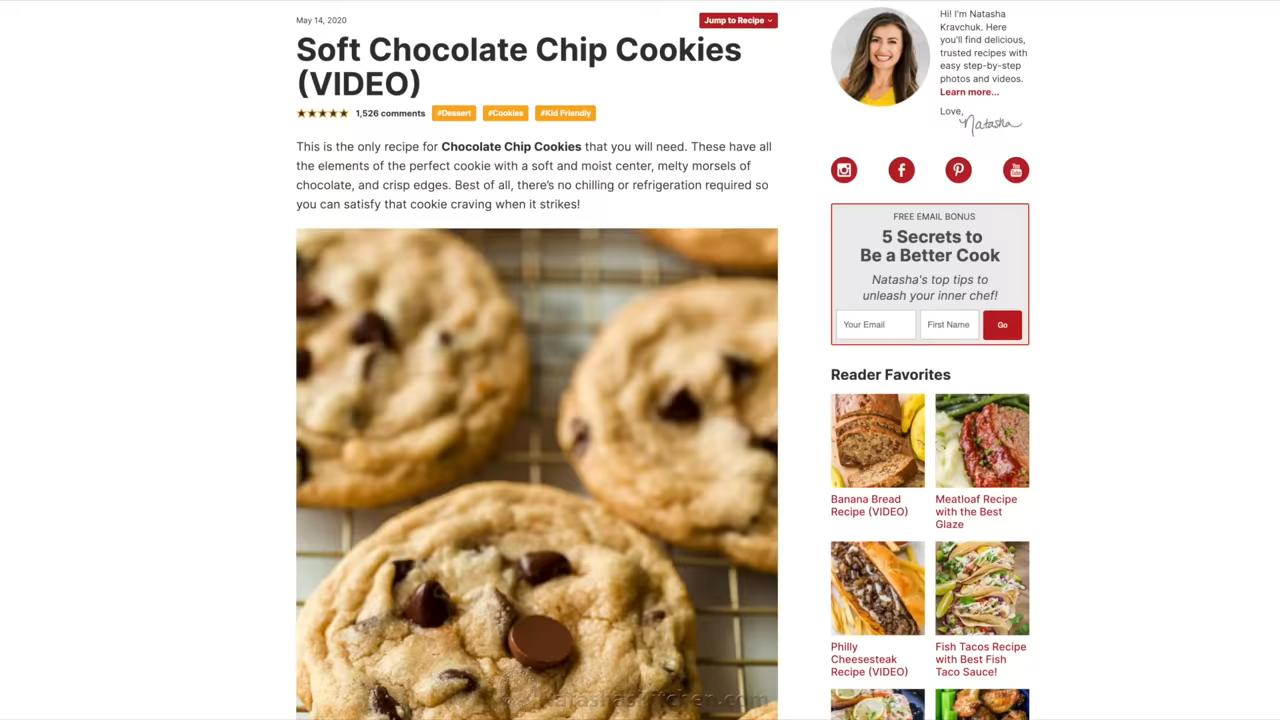 May 14, 2020
Jump to Recipe
Soft Chocolate Chip Cookies
(VIDEO)
1,526 comments
#Dessert
#Cookies
#Kid Friendly
This is the only recipe for Chocolate Chip Cookies that you will need. These have all
the elements of the perfect cookie with a soft and moist center, melty morsels of
chocolate, and crisp edges. Best of all, there's no chilling or refrigeration required so
you can satisfy that cookie craving when it strikes!
NatashasKitchen.com
Hi! I'm Natasha
Kravchuk. Here
you'll find delicious,
trusted recipes with
easy step-by-step
photos and videos.
Learn more...
Love,
Natasha
You
Tube
FREE EMAIL BONUS
5 Secrets to
Be a Better Cook
Natasha's top tips to
unleash your inner chef!
Your Email
First Name
Go
Reader Favorites
Banana Bread
Recipe (VIDEO)
Meatloaf Recipe
with the Best
Glaze
Philly
Cheesesteak
Recipe (VIDEO)
Fish Tacos Recipe
with Best Fish
Taco Sauce!